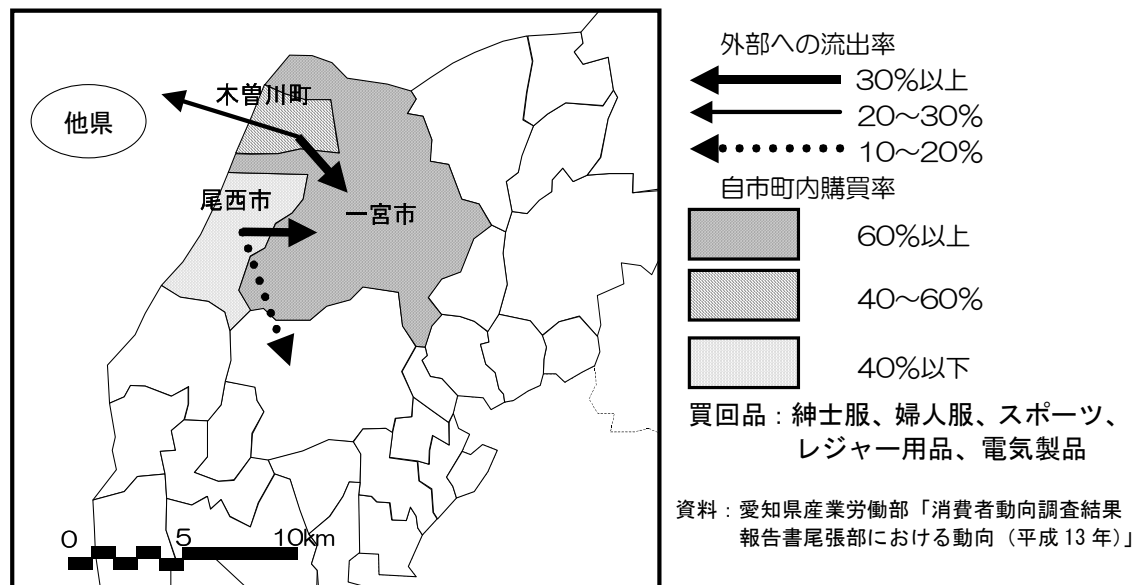 木曽川町
他県
尾西市
一宮市
0 5 10km
外部への流出率
30%以上
20～30%
10～20%
自市町内購買率
60%以上
40～60%
40%以下
買回品：紳士服、婦人服、スポーツ、
レジャー用品、電気製品
資料：愛知県産業労働部「消費者動向調査結果
報告書尾張部における動向（平成13年）」